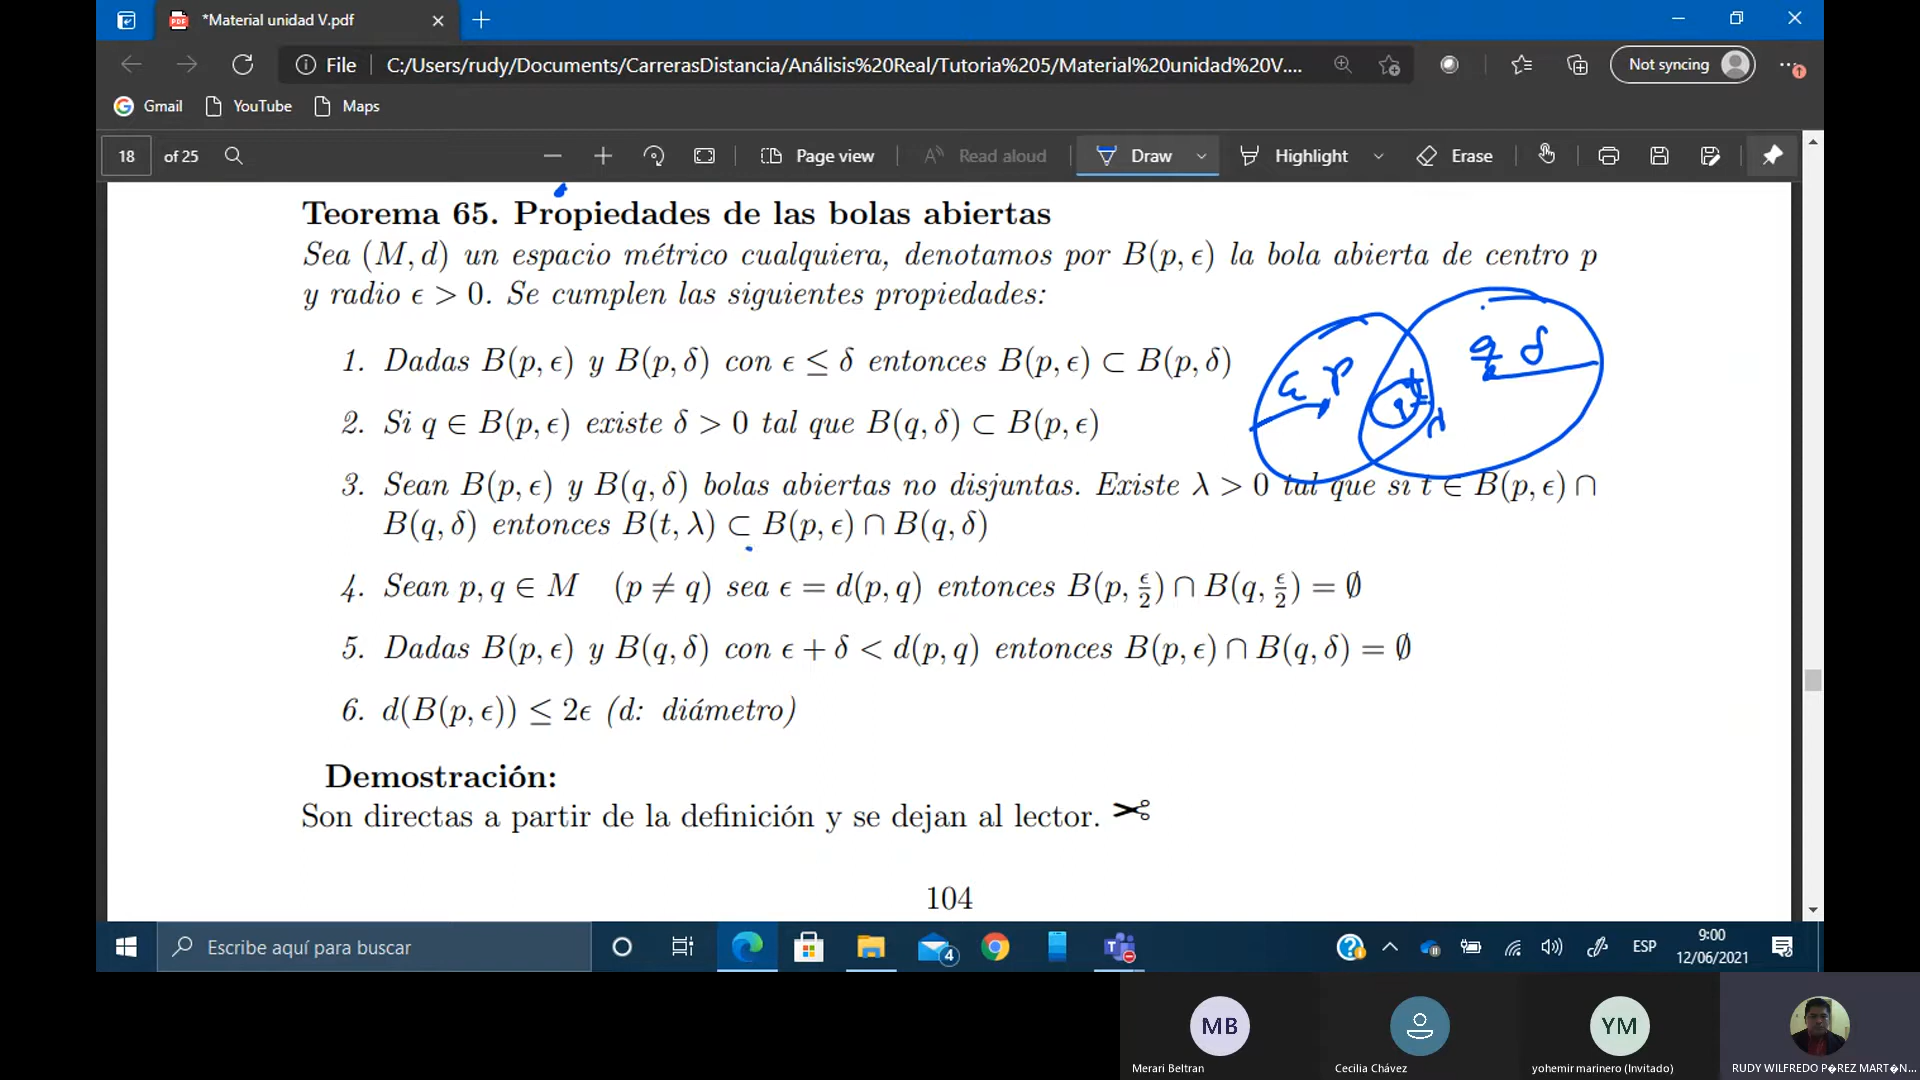 *Material unidad V.pdf
File C:/Users/rudy/Documents/CarrerasDistancia/Análisis%20Real/Tutoria%205/Material%20unidad%20V.... Not syncing
Gmail YouTube Maps
18 of 25 Page view Read aloud Draw Highlight Erase
Teorema 65. Propiedades de las bolas abiertas
Sea (M, d) un espacio métrico cualquiera, denotamos por B(p, ϵ) la bola abierta de centro p
y radio ϵ > 0. Se cumplen las siguientes propiedades:
1. Dadas B(p, ϵ) y B(p, δ) con ϵ ≤ δ entonces B(p, ϵ) ⊂ B(p, δ)
ε p q δ
t λ
2. Si q ∈ B(p, ϵ) existe δ > 0 tal que B(q, δ) ⊂ B(p, ϵ)
3. Sean B(p, ϵ) y B(q, δ) bolas abiertas no disjuntas. Existe λ > 0 tal que si t ∈ B(p, ϵ) ∩
B(q, δ) entonces B(t, λ) ⊂ B(p, ϵ) ∩ B(q, δ)
4. Sean p, q ∈ M (p ≠ q) sea ϵ = d(p, q) entonces B(p, ϵ/2) ∩ B(q, ϵ/2) = ∅
5. Dadas B(p, ϵ) y B(q, δ) con ϵ + δ < d(p, q) entonces B(p, ϵ) ∩ B(q, δ) = ∅
6. d(B(p, ϵ)) ≤ 2ϵ (d: diámetro)
Demostración:
Son directas a partir de la definición y se dejan al lector.
104
Escribe aquí para buscar 4 ESP 9:00
12/06/2021
MB YM
Merari Beltran Cecilia Chávez yohemir marinero (Invitado) RUDY WILFREDO P�REZ MART�N...